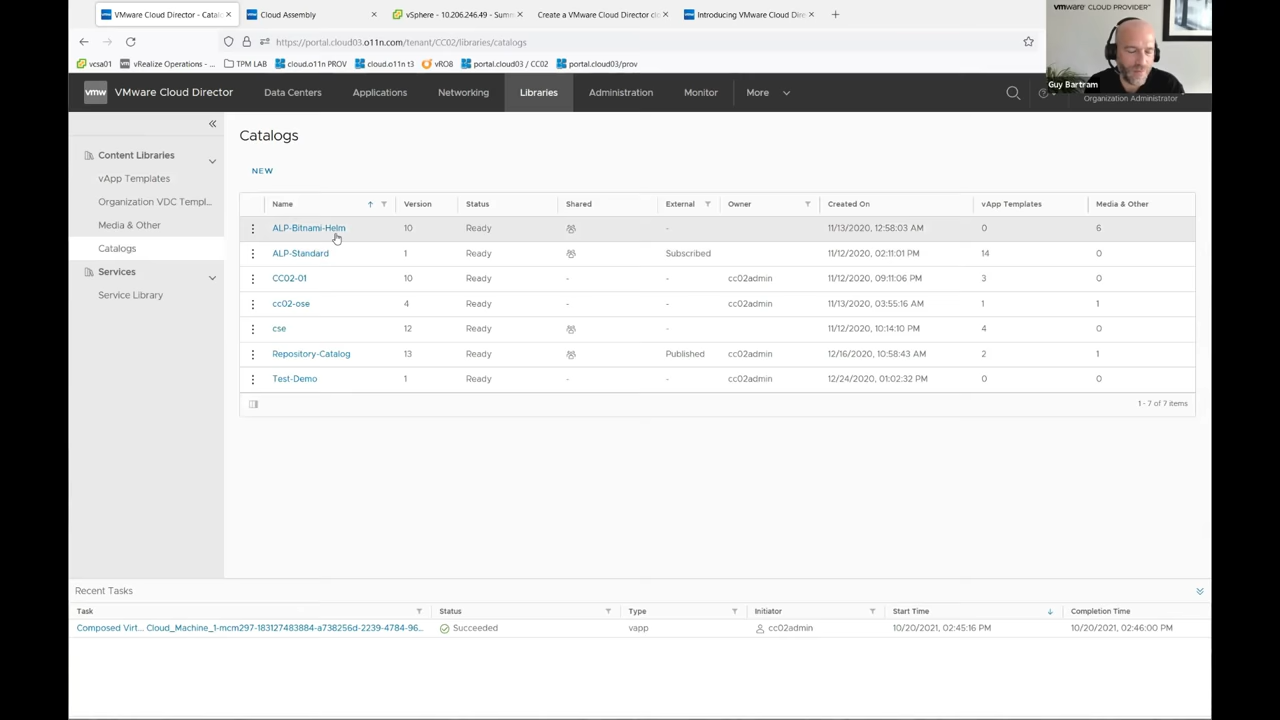 VMware Cloud Director - Catal
Cloud Assembly
vSphere - 10.206.246.49 - Summ
Create a VMware Cloud Director cl
Introducing VMware Cloud Dire
vmware CLOUD PROVIDER™
https://portal.cloud03.o11n.com/tenant/CC02/libraries/catalogs
vcsa01
vRealize Operations - ...
TPM LAB
cloud.o11n PROV
cloud.o11n t3
vRO8
portal.cloud03 / CC02
portal.cloud03/prov
Guy Bartram
vmw VMware Cloud Director
Data Centers
Applications
Networking
Libraries
Administration
Monitor
More
Organization Administrator
Content Libraries
vApp Templates
Organization VDC Templ...
Media & Other
Catalogs
Services
Service Library
Catalogs
NEW
Name Version Status Shared External Owner Created On vApp Templates Media & Other
ALP-Bitnami-Helm 10 Ready - 11/13/2020, 12:58:03 AM 0 6
ALP-Standard 1 Ready Subscribed 11/12/2020, 02:11:01 PM 14 0
CC02-01 10 Ready - - cc02admin 11/12/2020, 09:11:06 PM 3 0
cc02-ose 4 Ready - - cc02admin 11/13/2020, 03:55:16 AM 1 1
cse 12 Ready - 11/12/2020, 10:14:10 PM 4 0
Repository-Catalog 13 Ready Published cc02admin 12/16/2020, 10:58:43 AM 2 1
Test-Demo 1 Ready - - cc02admin 12/24/2020, 01:02:32 PM 0 0
1 - 7 of 7 items
Recent Tasks
Task Status Type Initiator Start Time Completion Time
Composed Virt... Cloud_Machine_1-mcm297-183127483884-a738256d-2239-4784-96... Succeeded vapp cc02admin 10/20/2021, 02:45:16 PM 10/20/2021, 02:46:00 PM